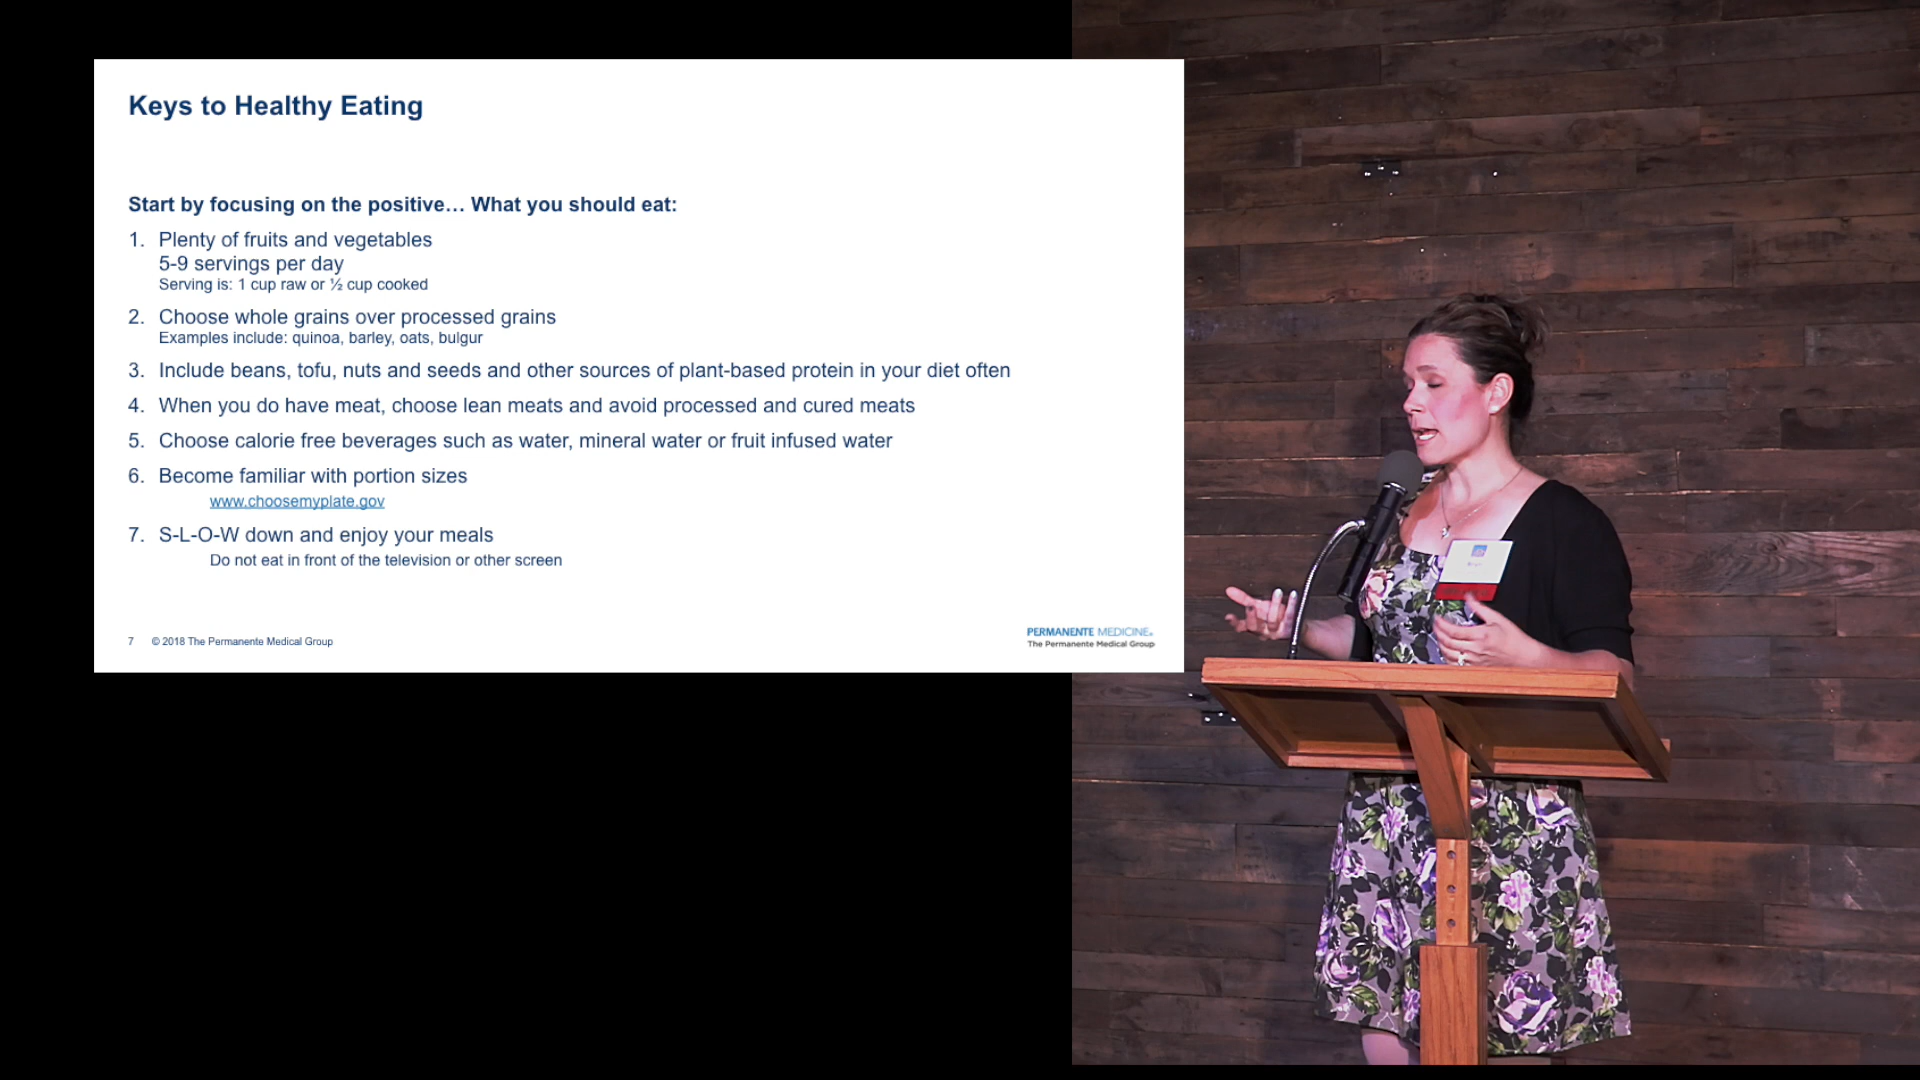 Keys to Healthy Eating
Start by focusing on the positive… What you should eat:
1. Plenty of fruits and vegetables
5-9 servings per day
Serving is: 1 cup raw or ½ cup cooked
2. Choose whole grains over processed grains
Examples include: quinoa, barley, oats, bulgur
3. Include beans, tofu, nuts and seeds and other sources of plant-based protein in your diet often
4. When you do have meat, choose lean meats and avoid processed and cured meats
5. Choose calorie free beverages such as water, mineral water or fruit infused water
6. Become familiar with portion sizes
www.choosemyplate.gov
7. S-L-O-W down and enjoy your meals
Do not eat in front of the television or other screen
7 © 2018 The Permanente Medical Group
PERMANENTE MEDICINE®
The Permanente Medical Group